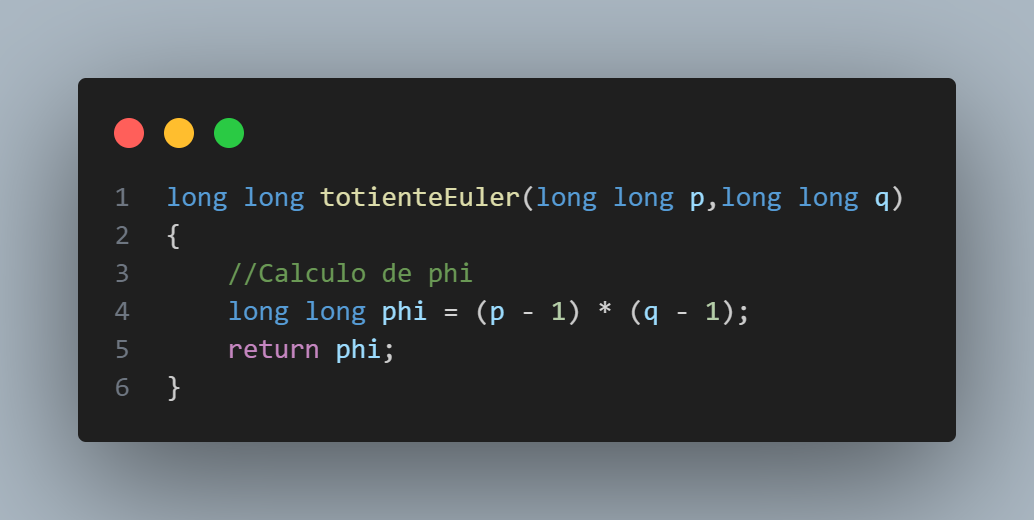 1 long long totienteEuler(long long p,long long q)
2 {
3     //Calculo de phi
4     long long phi = (p - 1) * (q - 1);
5     return phi;
6 }